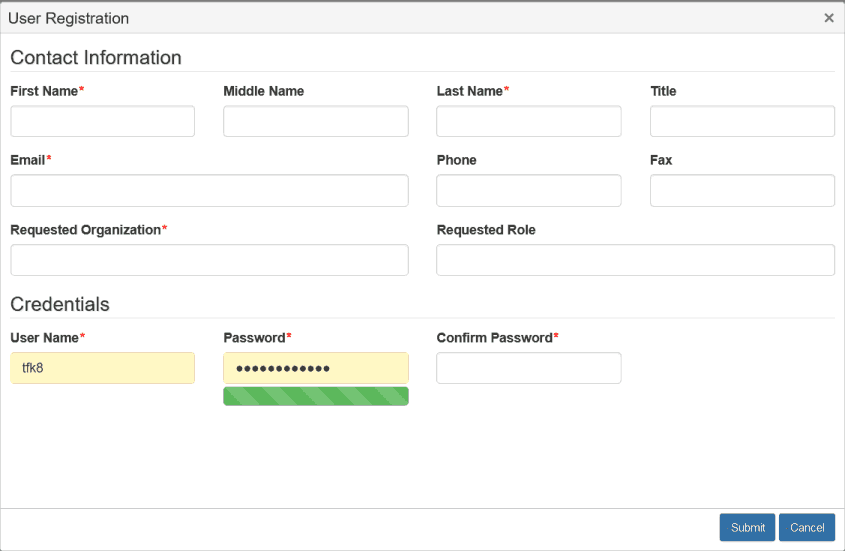 User Registration ×
Contact Information
First Name* Middle Name Last Name* Title
Email* Phone Fax
Requested Organization* Requested Role
Credentials
User Name* Password* Confirm Password*
tfk8 ••••••••••••
Submit Cancel